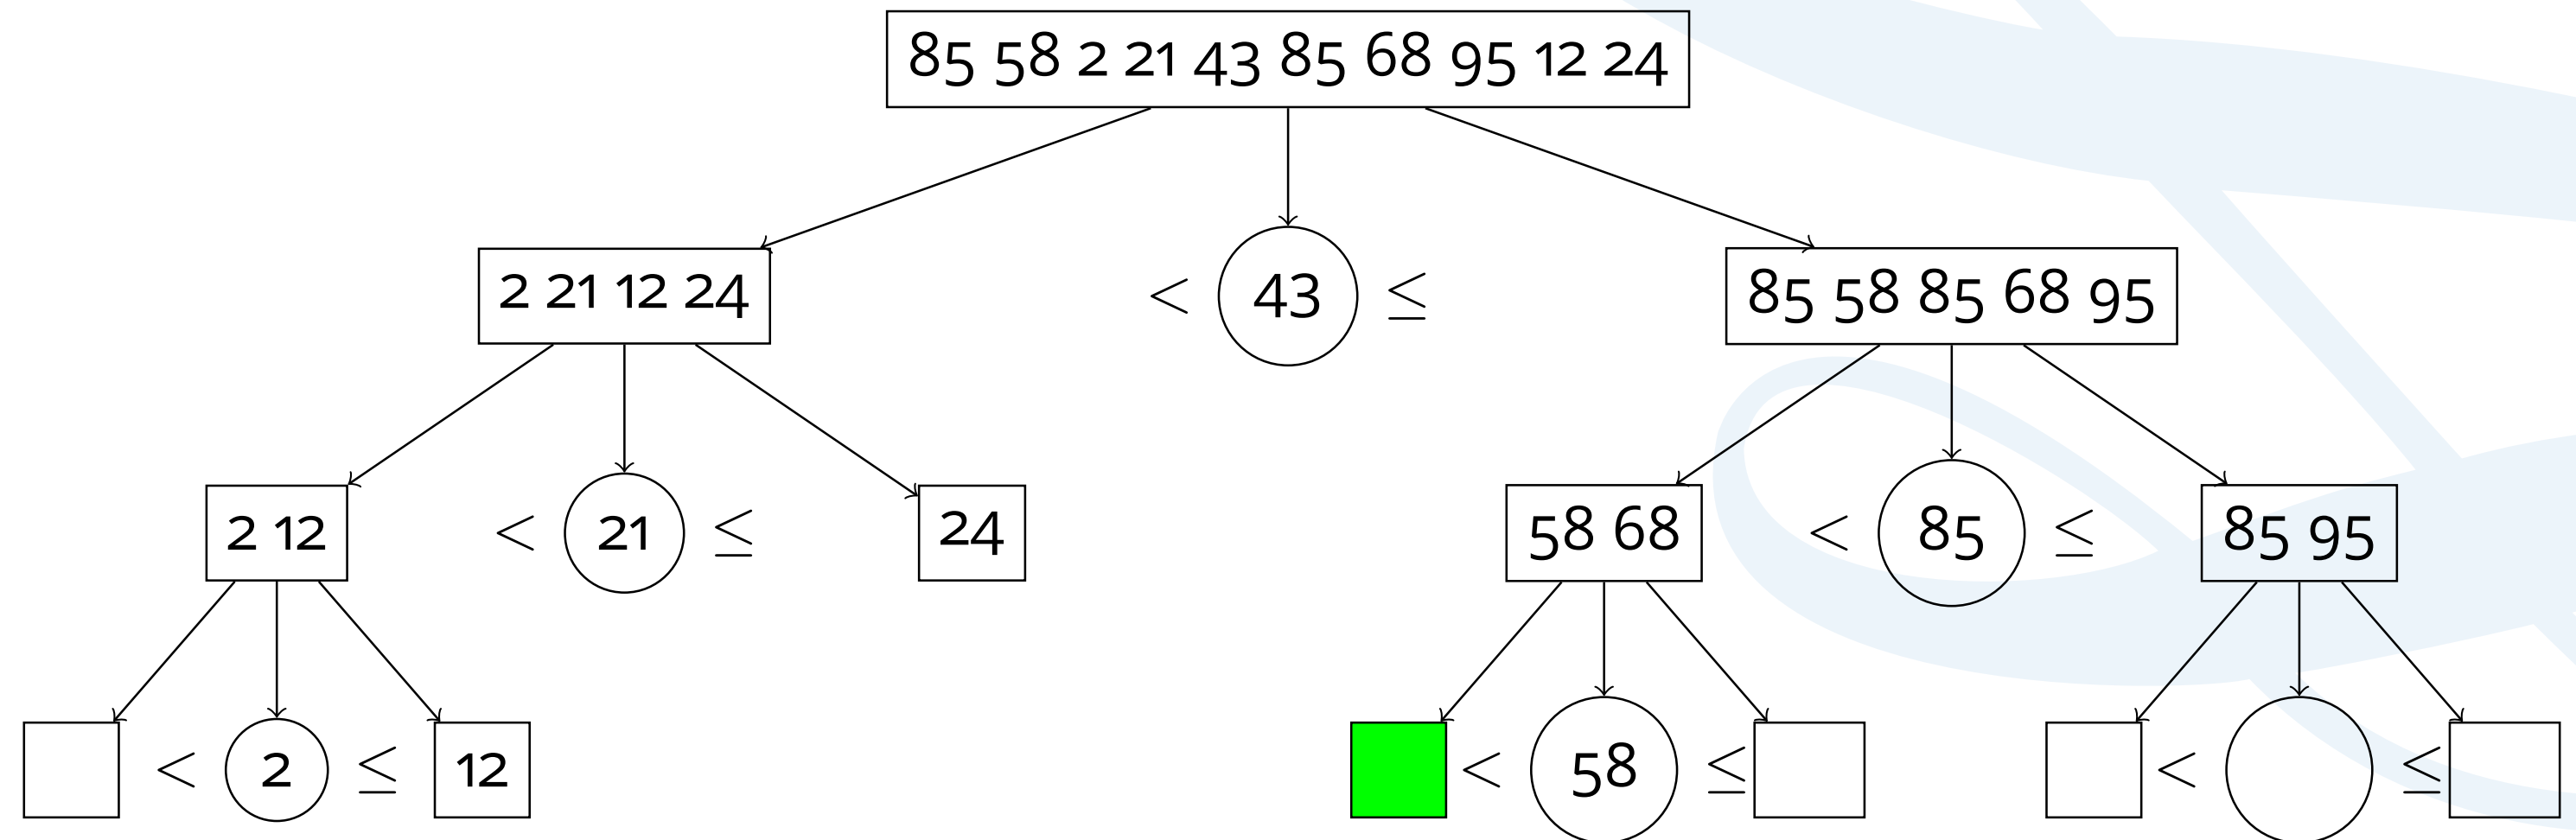 85 58 2 21 43 85 68 95 12 24
2 21 12 24 < 43 ≤ 85 58 85 68 95
2 12 < 21 ≤ 24 58 68 < 85 ≤ 85 95
< 2 ≤ 12 < 58 ≤ < ≤